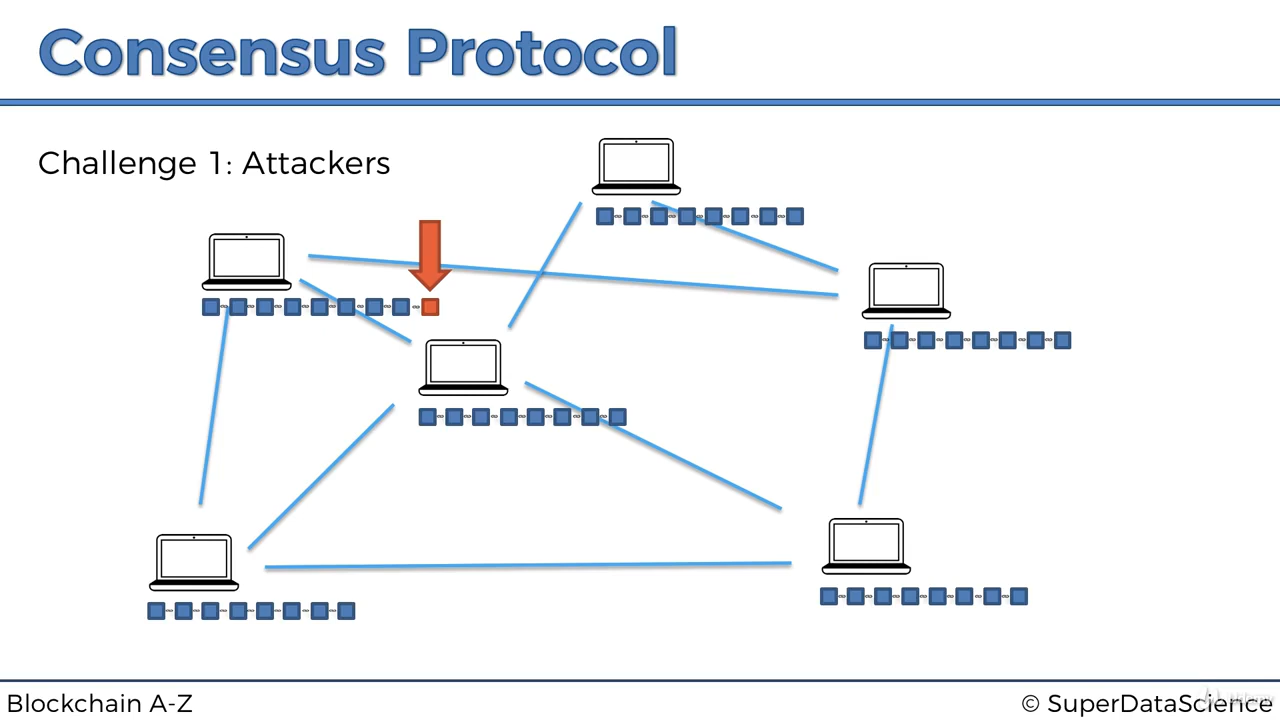 Consensus Protocol
Challenge 1: Attackers
Blockchain A-Z
© SuperDataScience